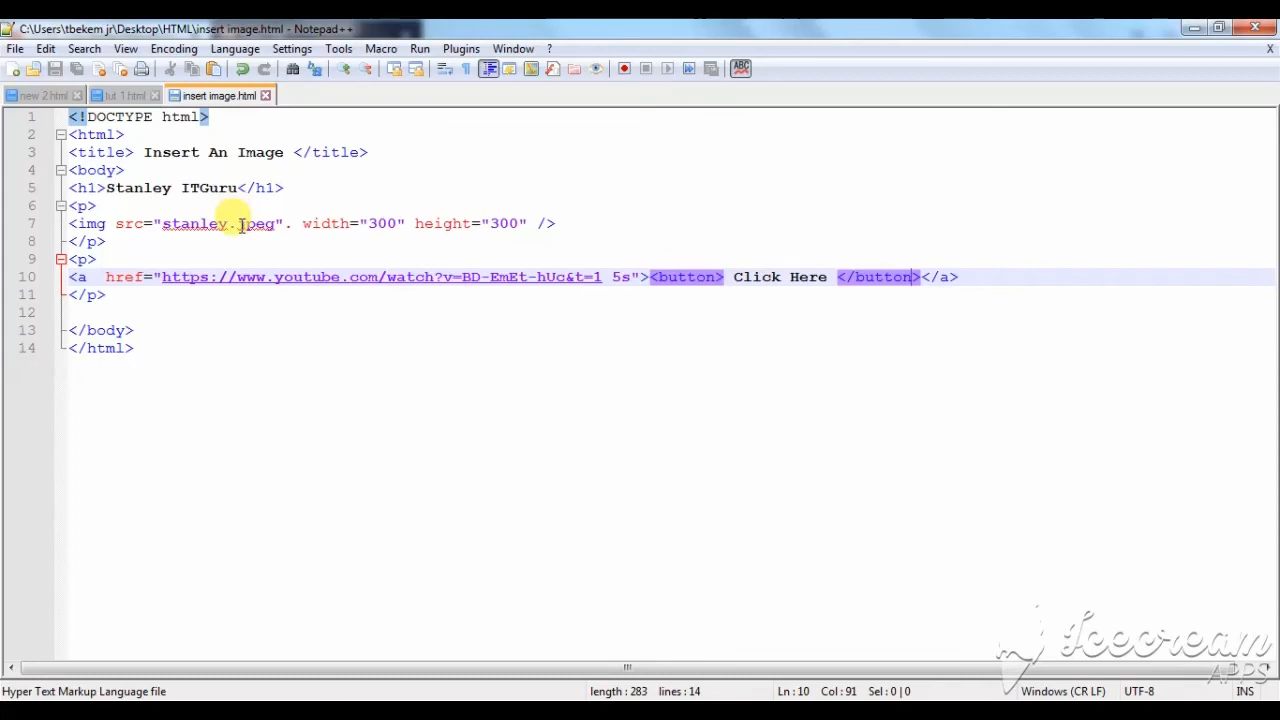 C:\Users\tbekem jr\Desktop\HTML\insert image.html - Notepad++
File Edit Search View Encoding Language Settings Tools Macro Run Plugins Window ? X
ABC
new 2.html tut 1.html insert image.html
1 <!DOCTYPE html>
2 <html>
3 <title> Insert An Image </title>
4 <body>
5 <h1>Stanley ITGuru</h1>
6 <p>
7 <img src="stanley.jpeg". width="300" height="300" />
8 </p>
9 <p>
10 <a  href="https://www.youtube.com/watch?v=BD-EmEt-hUc&t=1 5s"><button> Click Here </button></a>
11 </p>
12
13 </body>
14 </html>
Icecream
APPS
Hyper Text Markup Language file length : 283 lines : 14 Ln : 10 Col : 91 Sel : 0 | 0 Windows (CR LF) UTF-8 INS